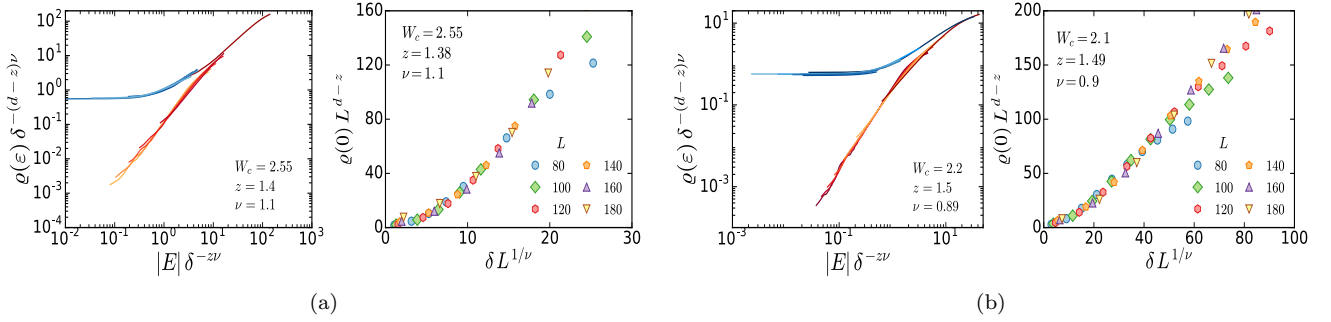 10^2
10^1
10^0
10^-1
10^-2
10^-3
10^-4
ϱ(ε) δ^−(d−z)ν
10^-2 10^-1 10^0 10^1 10^2 10^3
|E| δ^−zν
W_c = 2.55
z = 1.4
ν = 1.1
160
120
80
40
0
ϱ(0) L^d−z
0 10 20 30
δ L^1/ν
W_c = 2.55
z = 1.38
ν = 1.1
L
80 140
100 160
120 180
(a)
10^1
10^-1
10^-3
ϱ(ε) δ^−(d−z)ν
10^-3 10^-1 10^1
|E| δ^−zν
W_c = 2.2
z = 1.5
ν = 0.89
200
150
100
50
0
ϱ(0) L^d−z
0 20 40 60 80 100
δ L^1/ν
W_c = 2.1
z = 1.49
ν = 0.9
L
80 140
100 160
120 180
(b)